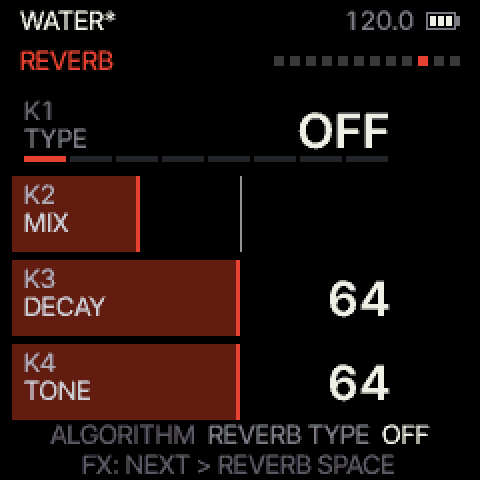 WATER* 120.0
REVERB
K1
TYPE OFF
K2
MIX
K3
DECAY 64
K4
TONE 64
ALGORITHM REVERB TYPE OFF
FX: NEXT > REVERB SPACE